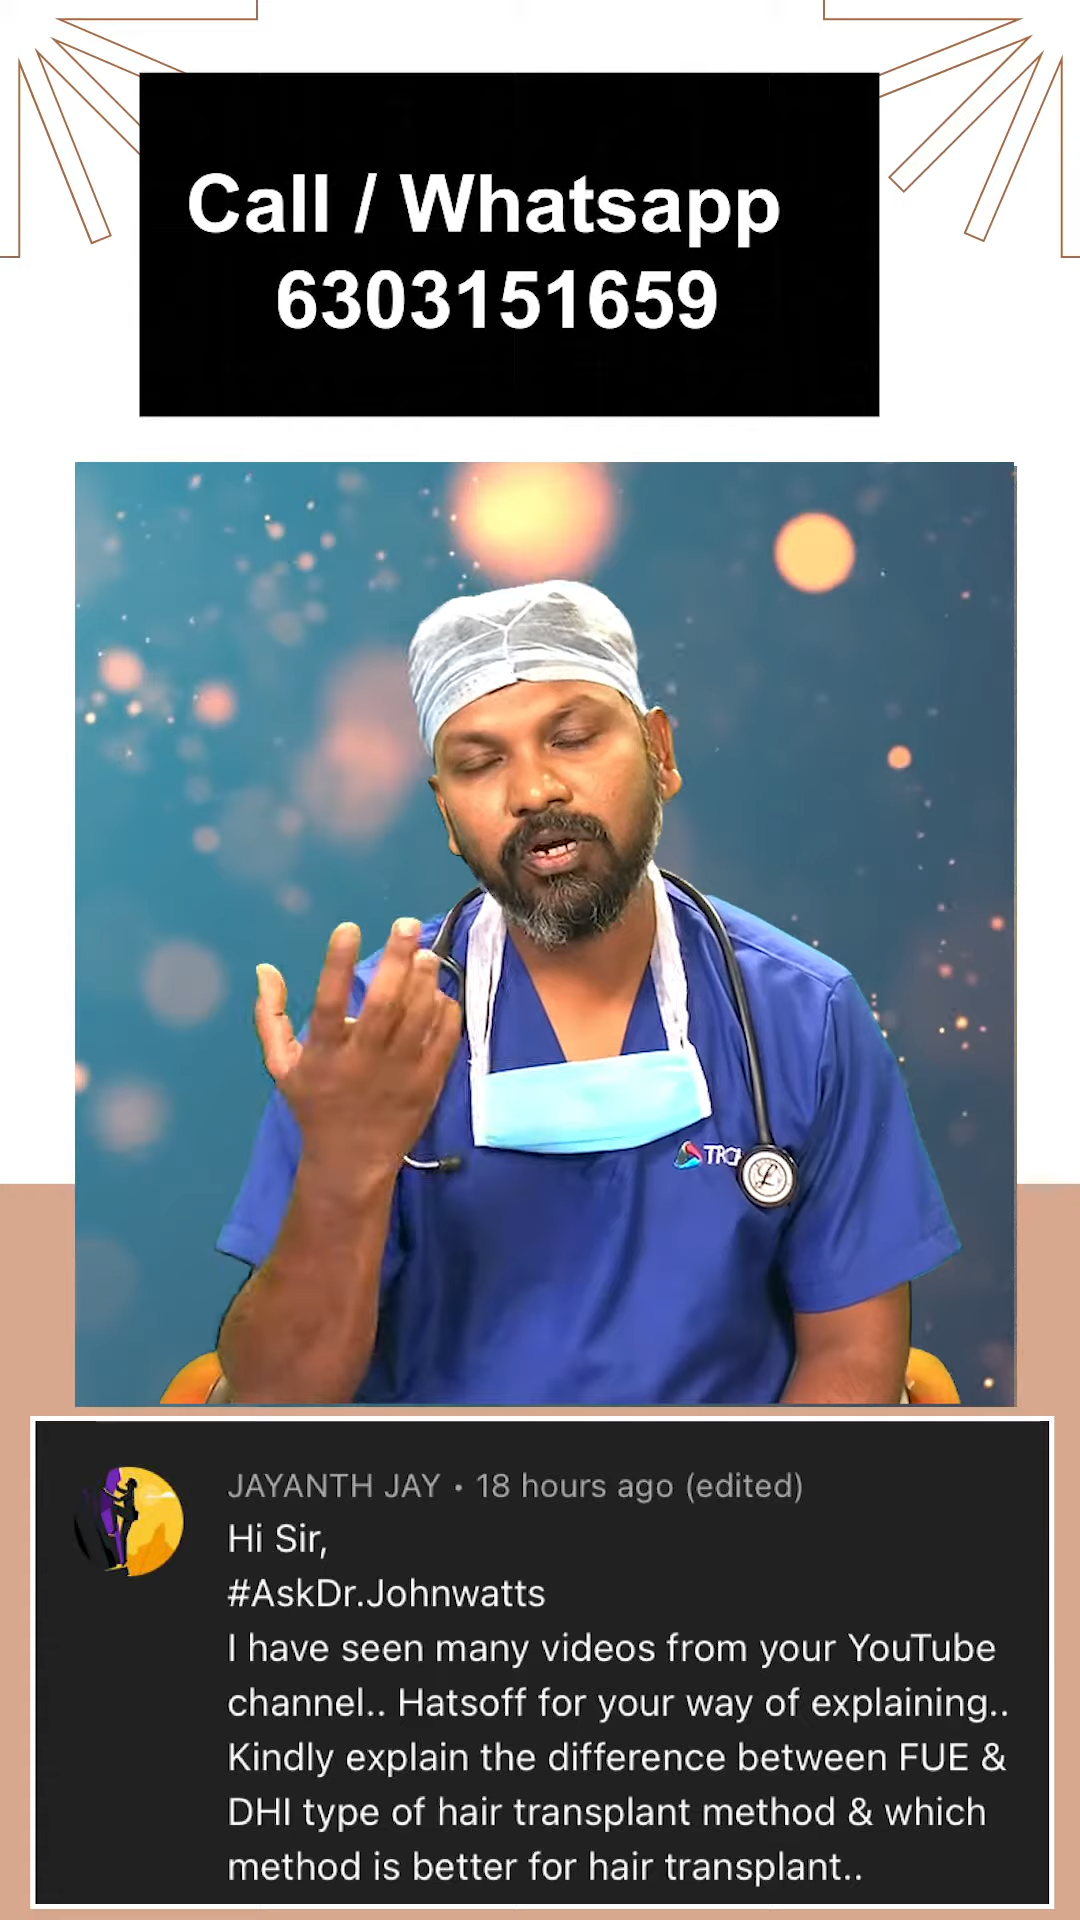 Call / Whatsapp
6303151659
JAYANTH JAY • 18 hours ago (edited)
Hi Sir,
#AskDr.Johnwatts
I have seen many videos from your YouTube
channel.. Hatsoff for your way of explaining..
Kindly explain the difference between FUE &
DHI type of hair transplant method & which
method is better for hair transplant..